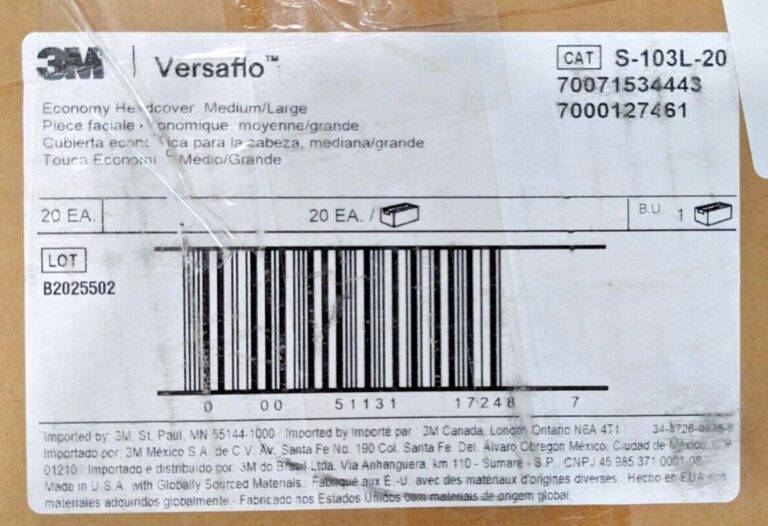 3M | Versaflo™
CAT S-103L-20
70071534443
7000127461
Economy Headcover, Medium/Large
Piece faciale économique, moyenne/grande
Cubierta económica para la cabeza, mediana/grande
Touca Economi Médio/Grande
20 EA.
20 EA. /
B.U. 1
LOT
B2025502
0 00 51131 17248 7
Imported by: 3M, St. Paul, MN 55144-1000 Imported by Importé par : 3M Canada, London Ontario N6A 4T1 34-8726-
Importado por: 3M México S.A. de C.V. Av. Santa Fe No. 190 Col. Santa Fe. Del. Álvaro Obregón México, Ciudad de México
01210 Importado e distribuído por: 3M do Brasil Ltda. Via Anhanguera, km 110 - Sumaré - S.P. CNPJ 45.985.371
Made in U.S.A. with Globally Sourced Materials. Fabriqué aux É.-U. avec des matériaux d'origines diverses. Hecho en EUA con
materiales adquiridos globalmente. Fabricado nos Estados Unidos com materiais de origem global.